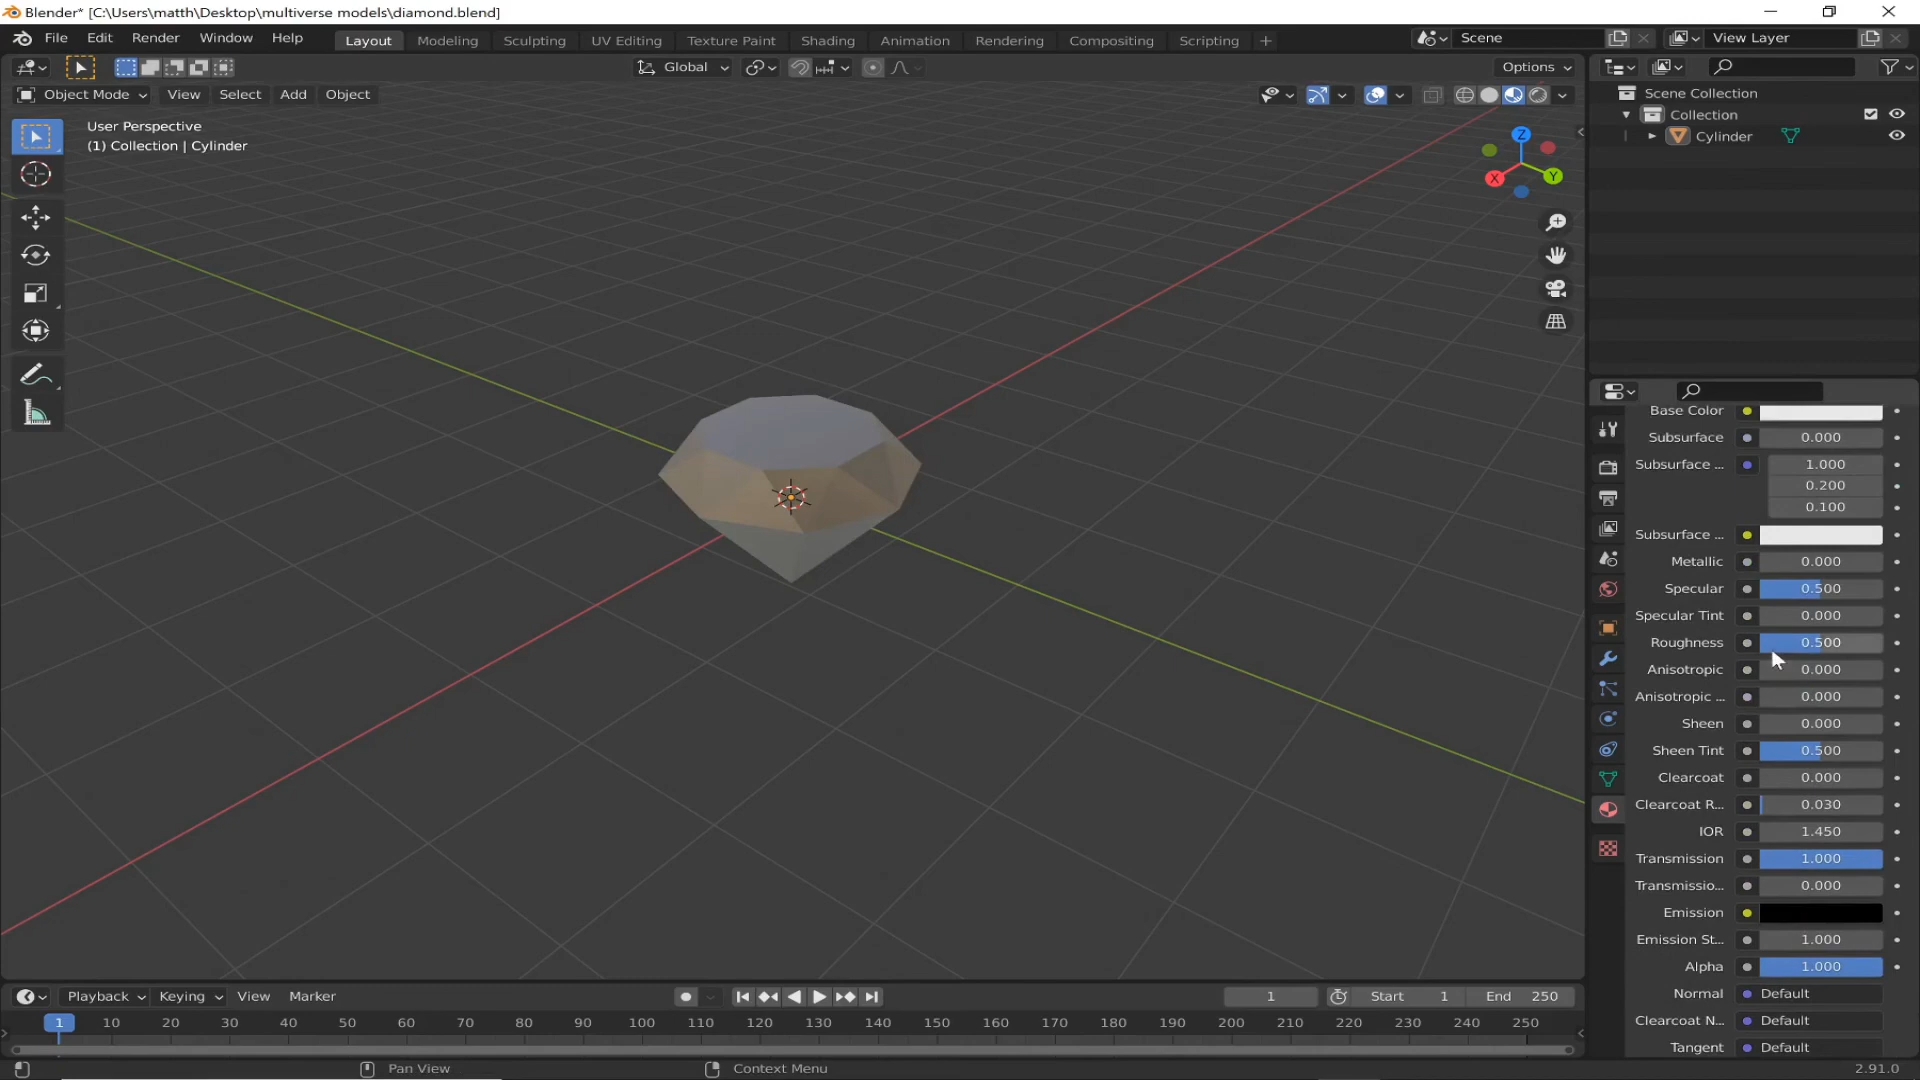 Blender* [C:\Users\matth\Desktop\multiverse models\diamond.blend]
File Edit Render Window Help Layout Modeling Sculpting UV Editing Texture Paint Shading Animation Rendering Compositing Scripting + Scene View Layer
Global Options
Object Mode View Select Add Object
User Perspective
(1) Collection | Cylinder
Z
X Y
Scene Collection
Collection
Cylinder
Base Color
Subsurface 0.000
Subsurface ... 1.000
0.200
0.100
Subsurface ...
Metallic 0.000
Specular 0.500
Specular Tint 0.000
Roughness 0.500
Anisotropic 0.000
Anisotropic ... 0.000
Sheen 0.000
Sheen Tint 0.500
Clearcoat 0.000
Clearcoat R... 0.030
IOR 1.450
Transmission 1.000
Transmissio... 0.000
Emission
Emission St... 1.000
Alpha 1.000
Normal Default
Clearcoat N... Default
Tangent Default
Playback Keying View Marker 1 Start 1 End 250
1 10 20 30 40 50 60 70 80 90 100 110 120 130 140 150 160 170 180 190 200 210 220 230 240 250
Pan View Context Menu 2.91.0